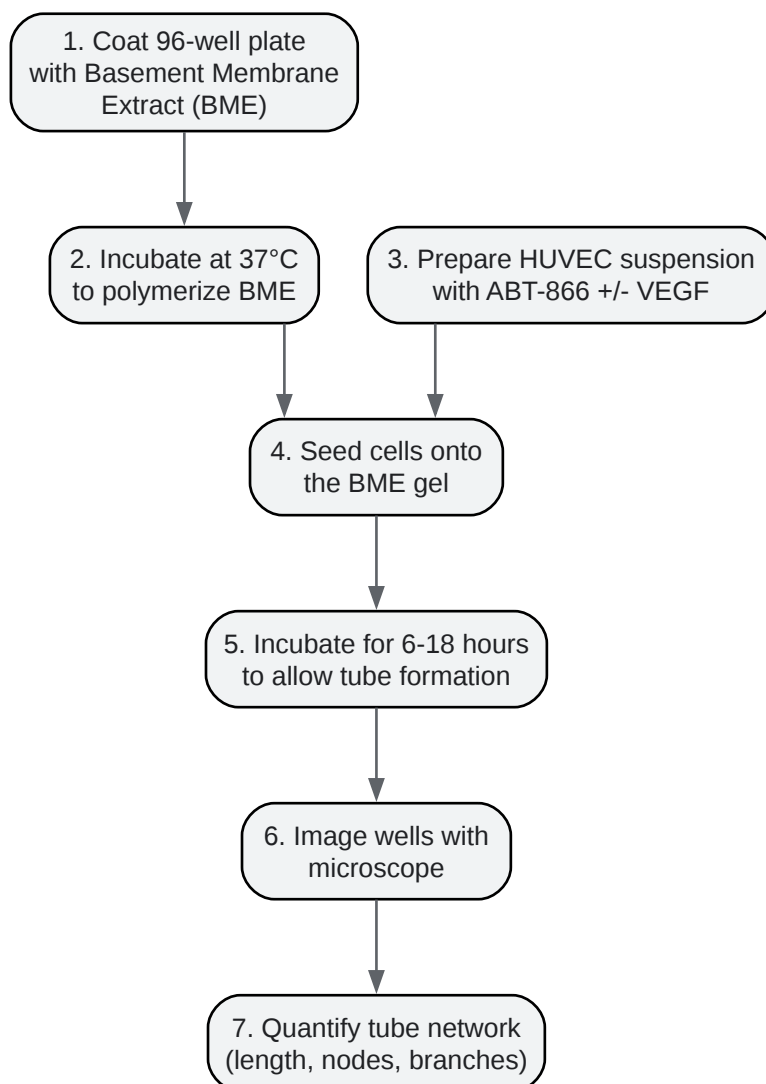 1. Coat 96-well plate
with Basement Membrane
Extract (BME)
2. Incubate at 37°C
to polymerize BME
3. Prepare HUVEC suspension
with ABT-866 +/- VEGF
4. Seed cells onto
the BME gel
5. Incubate for 6-18 hours
to allow tube formation
6. Image wells with
microscope
7. Quantify tube network
(length, nodes, branches)